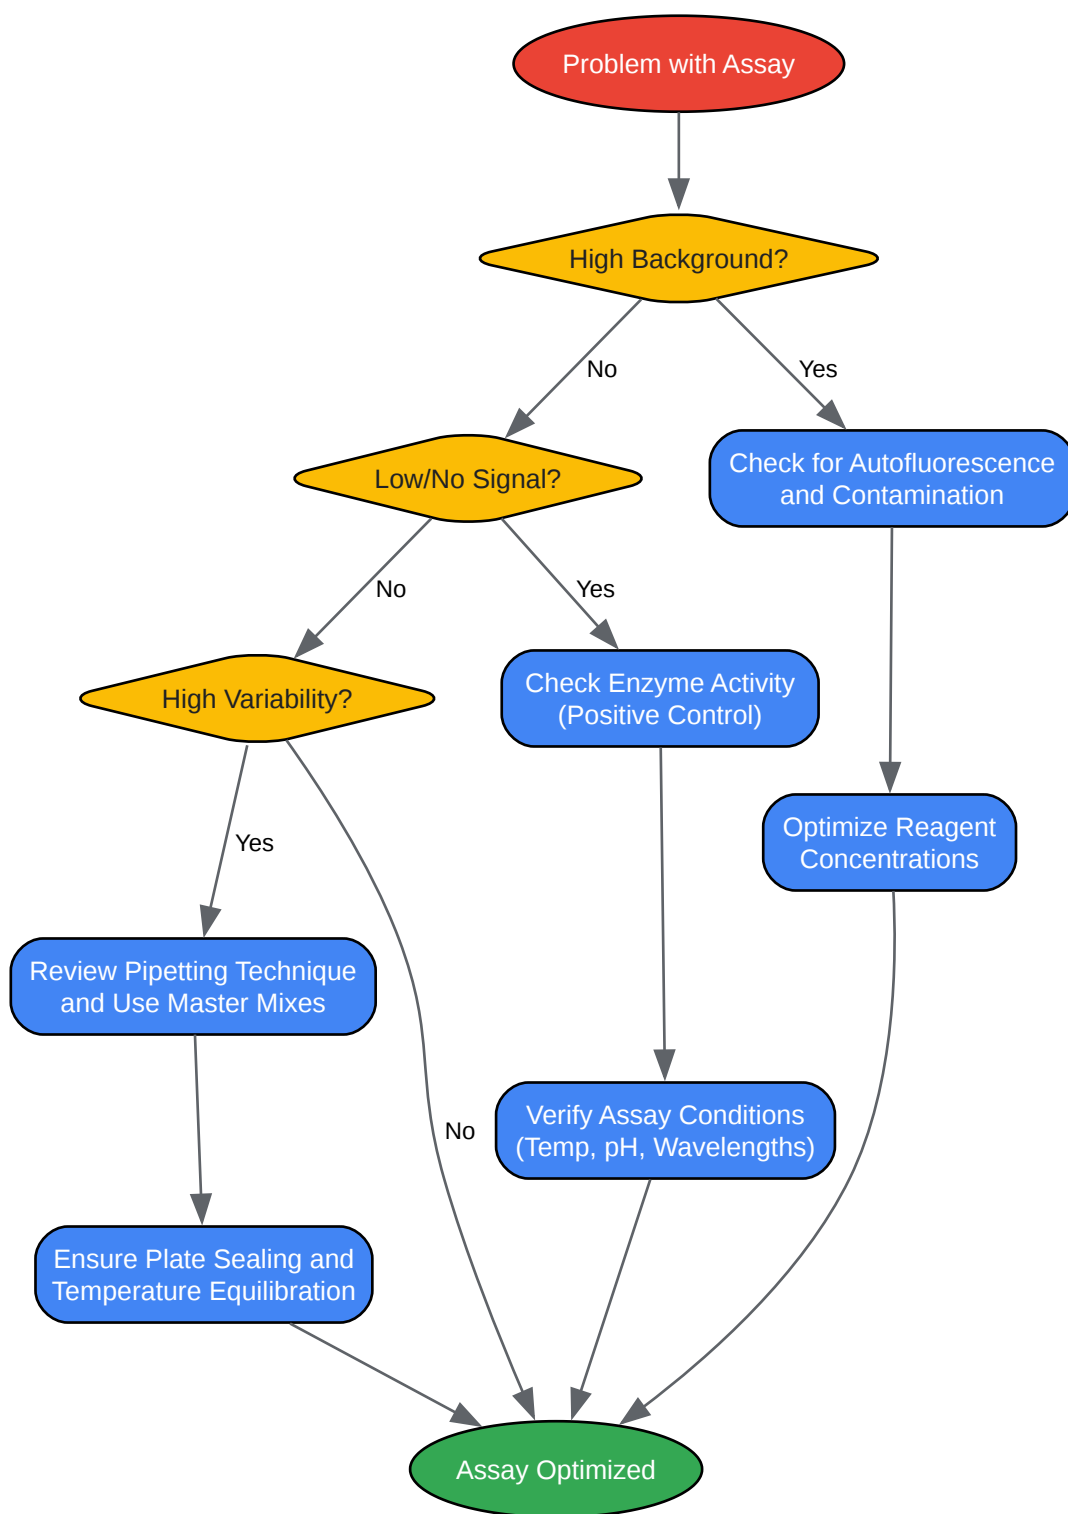 Problem with Assay
High Background?
No
Yes
Low/No Signal?
Check for Autofluorescence
and Contamination
No
Yes
High Variability?
Check Enzyme Activity
(Positive Control)
Yes
Optimize Reagent
Concentrations
Review Pipetting Technique
and Use Master Mixes
No
Verify Assay Conditions
(Temp, pH, Wavelengths)
Ensure Plate Sealing and
Temperature Equilibration
Assay Optimized